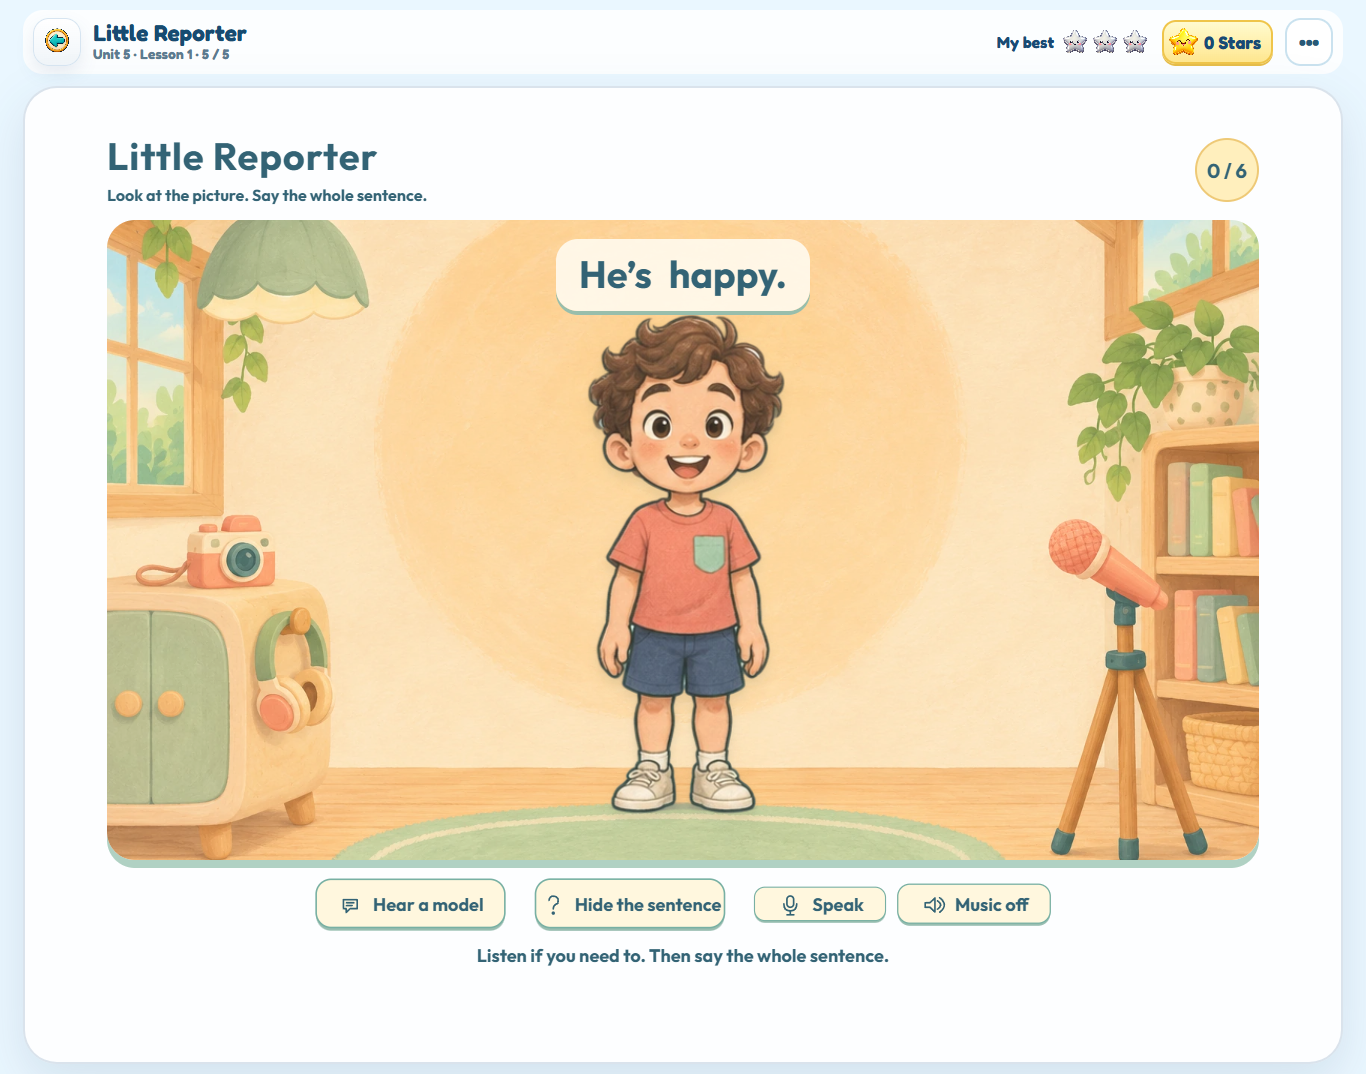 Little Reporter
Unit 5 · Lesson 1 · 5 / 5
My best
0 Stars
Little Reporter
Look at the picture. Say the whole sentence.
0 / 6
He’s happy.
Hear a model
? Hide the sentence
Speak
Music off
Listen if you need to. Then say the whole sentence.